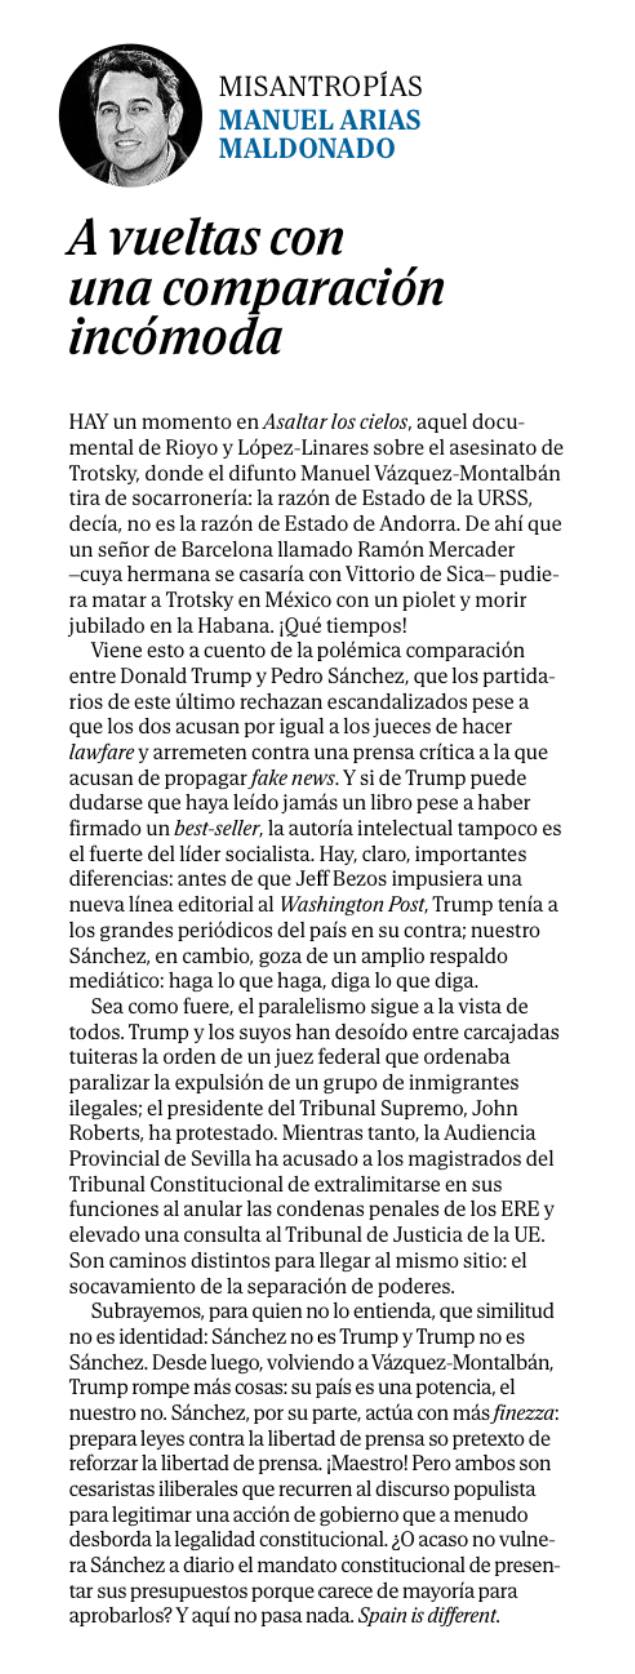 MISANTROPÍAS
MANUEL ARIAS
MALDONADO
A vueltas con
una comparación
incómoda
HAY un momento en Asaltar los cielos, aquel docu-
mental de Rioyo y López-Linares sobre el asesinato de
Trotsky, donde el difunto Manuel Vázquez-Montalbán
tira de socarronería: la razón de Estado de la URSS,
decía, no es la razón de Estado de Andorra. De ahí que
un señor de Barcelona llamado Ramón Mercader
–cuya hermana se casaría con Vittorio de Sica– pudie-
ra matar a Trotsky en México con un piolet y morir
jubilado en la Habana. ¡Qué tiempos!
Viene esto a cuento de la polémica comparación
entre Donald Trump y Pedro Sánchez, que los partida-
rios de este último rechazan escandalizados pese a
que los dos acusan por igual a los jueces de hacer
lawfare y arremeten contra una prensa crítica a la que
acusan de propagar fake news. Y si de Trump puede
dudarse que haya leído jamás un libro pese a haber
firmado un best-seller, la autoría intelectual tampoco es
el fuerte del líder socialista. Hay, claro, importantes
diferencias: antes de que Jeff Bezos impusiera una
nueva línea editorial al Washington Post, Trump tenía a
los grandes periódicos del país en su contra; nuestro
Sánchez, en cambio, goza de un amplio respaldo
mediático: haga lo que haga, diga lo que diga.
Sea como fuere, el paralelismo sigue a la vista de
todos. Trump y los suyos han desoído entre carcajadas
tuiteras la orden de un juez federal que ordenaba
paralizar la expulsión de un grupo de inmigrantes
ilegales; el presidente del Tribunal Supremo, John
Roberts, ha protestado. Mientras tanto, la Audiencia
Provincial de Sevilla ha acusado a los magistrados del
Tribunal Constitucional de extralimitarse en sus
funciones al anular las condenas penales de los ERE y
elevado una consulta al Tribunal de Justicia de la UE.
Son caminos distintos para llegar al mismo sitio: el
socavamiento de la separación de poderes.
Subrayemos, para quien no lo entienda, que similitud
no es identidad: Sánchez no es Trump y Trump no es
Sánchez. Desde luego, volviendo a Vázquez-Montalbán,
Trump rompe más cosas: su país es una potencia, el
nuestro no. Sánchez, por su parte, actúa con más finezza:
prepara leyes contra la libertad de prensa so pretexto de
reforzar la libertad de prensa. ¡Maestro! Pero ambos son
cesaristas iliberales que recurren al discurso populista
para legitimar una acción de gobierno que a menudo
desborda la legalidad constitucional. ¿O acaso no vulne-
ra Sánchez a diario el mandato constitucional de presen-
tar sus presupuestos porque carece de mayoría para
aprobarlos? Y aquí no pasa nada. Spain is different.